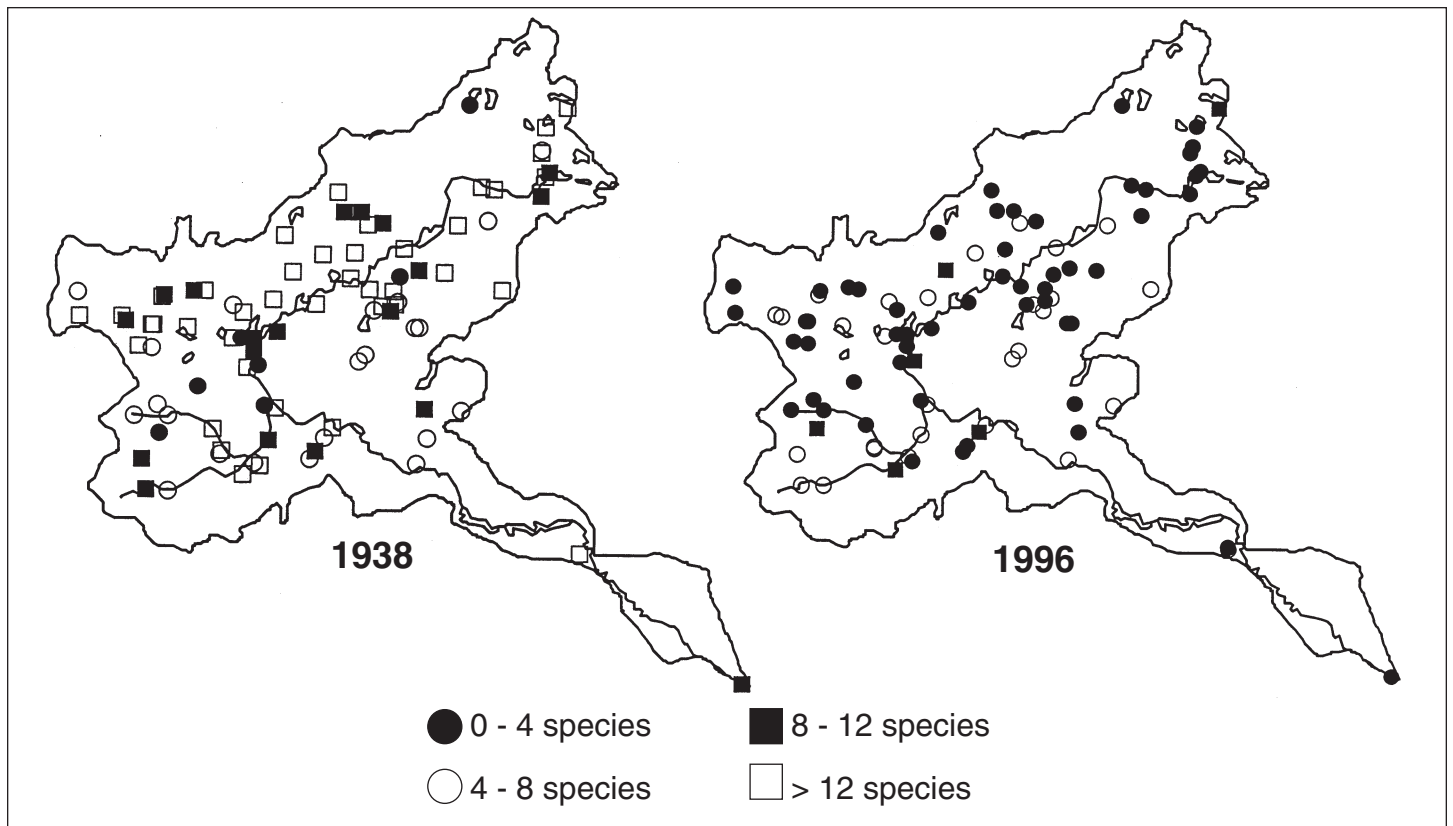 1938
1996
0 - 4 species
8 - 12 species
4 - 8 species
> 12 species